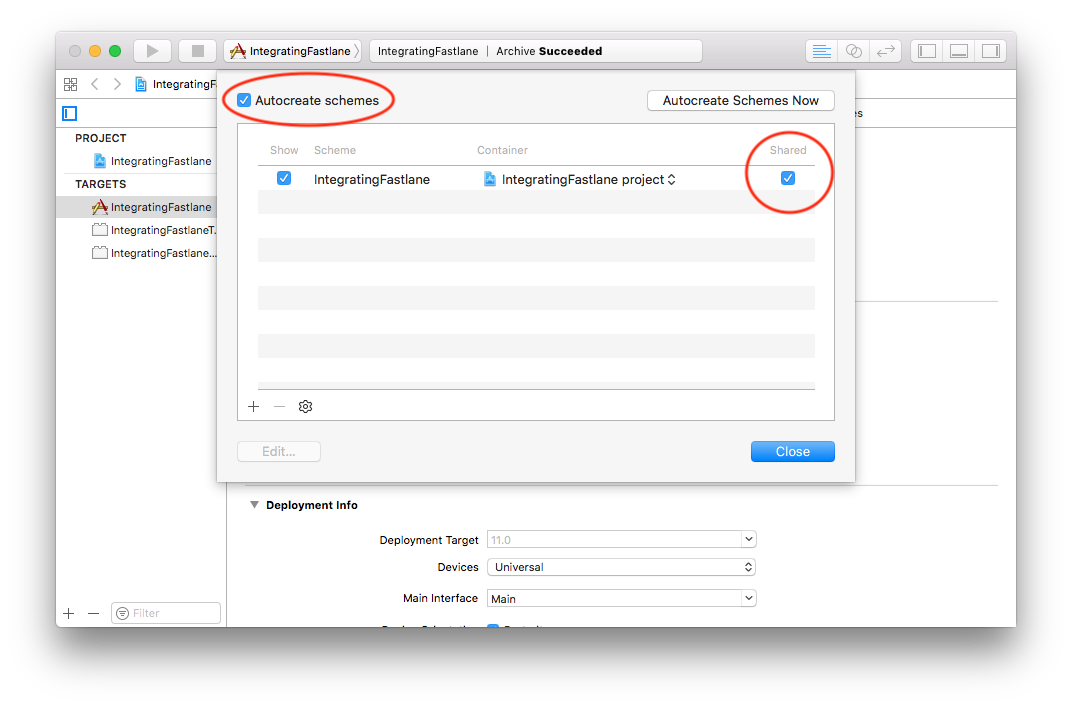 IntegratingFastlane
IntegratingFastlane | Archive Succeeded
IntegratingF
Autocreate schemes
Autocreate Schemes Now
es
PROJECT
IntegratingFastlane
TARGETS
IntegratingFastlane
IntegratingFastlaneT...
IntegratingFastlane...
Show Scheme Container Shared
IntegratingFastlane IntegratingFastlane project
Edit...
Close
Deployment Info
Deployment Target 11.0
Devices Universal
Main Interface Main
Filter